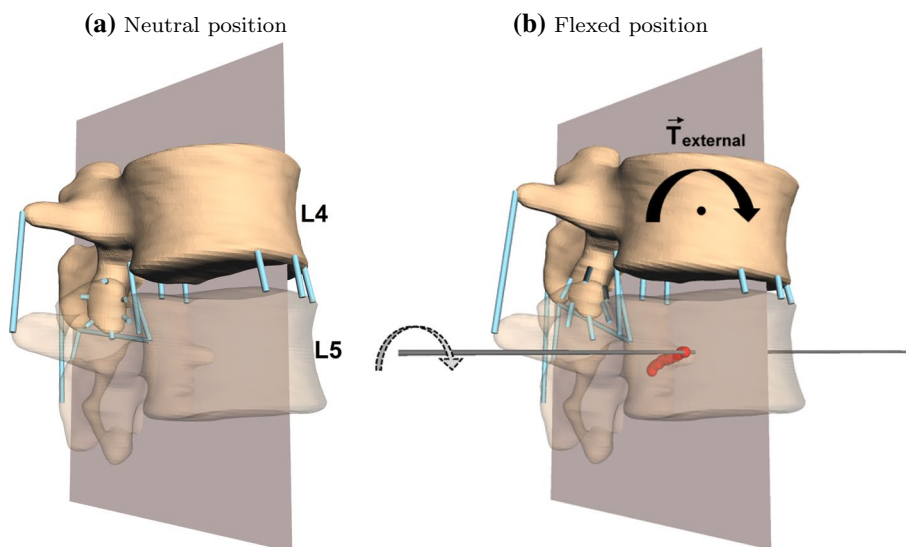 (a) Neutral position
(b) Flexed position
T⃗external
L4
L5